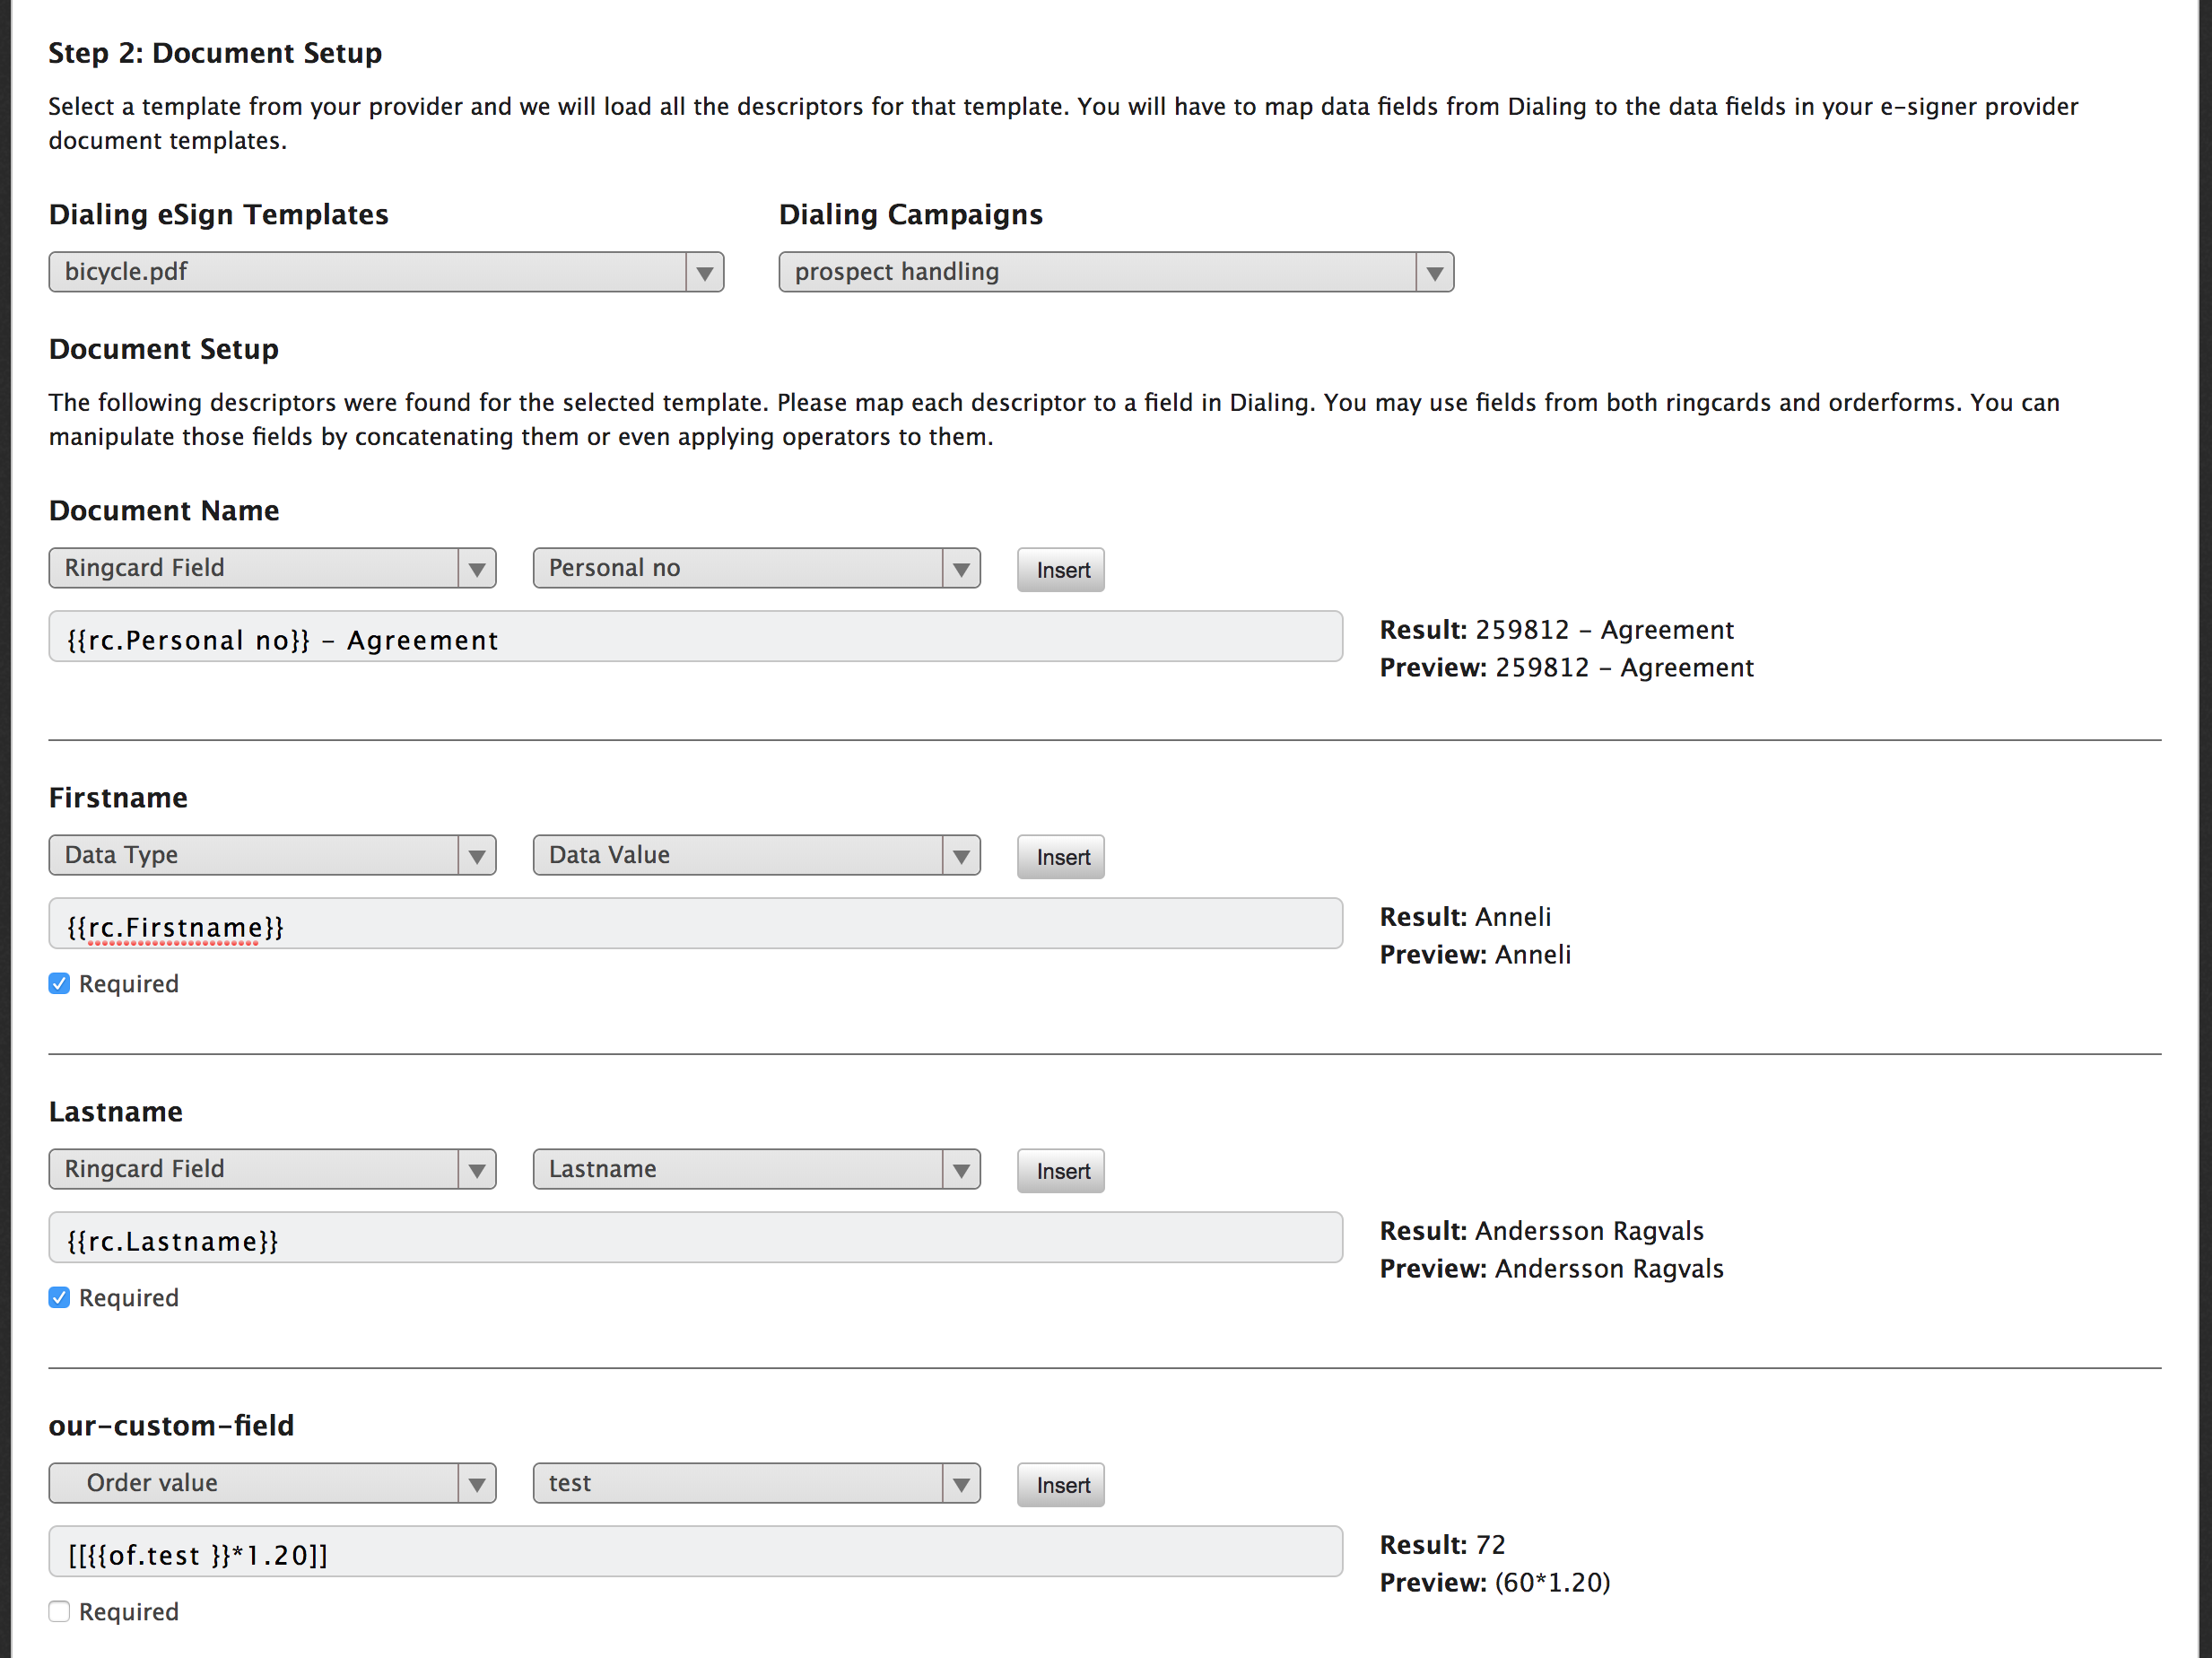 Step 2: Document Setup
Select a template from your provider and we will load all the descriptors for that template. You will have to map data fields from Dialing to the data fields in your e-signer provider
document templates.
Dialing eSign Templates
Dialing Campaigns
bicycle.pdf
prospect handling
Document Setup
The following descriptors were found for the selected template. Please map each descriptor to a field in Dialing. You may use fields from both ringcards and orderforms. You can
manipulate those fields by concatenating them or even applying operators to them.
Document Name
Ringcard Field
Personal no
Insert
{{rc.Personal no}} - Agreement
Result: 259812 - Agreement
Preview: 259812 - Agreement
Firstname
Data Type
Data Value
Insert
{{rc.Firstname}}
Result: Anneli
Preview: Anneli
Required
Lastname
Ringcard Field
Lastname
Insert
{{rc.Lastname}}
Result: Andersson Ragvals
Preview: Andersson Ragvals
Required
our-custom-field
Order value
test
Insert
[[{{of.test }}*1.20]]
Result: 72
Preview: (60*1.20)
Required